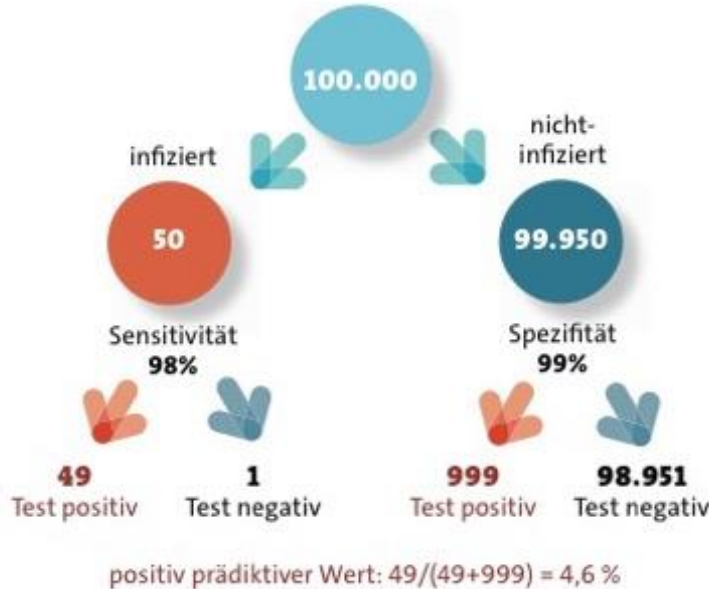 100.000
infiziert
nicht-
infiziert
50
99.950
Sensitivität
98%
Spezifität
99%
49
Test positiv
1
Test negativ
999
Test positiv
98.951
Test negativ
positiv prädiktiver Wert: 49/(49+999) = 4,6 %